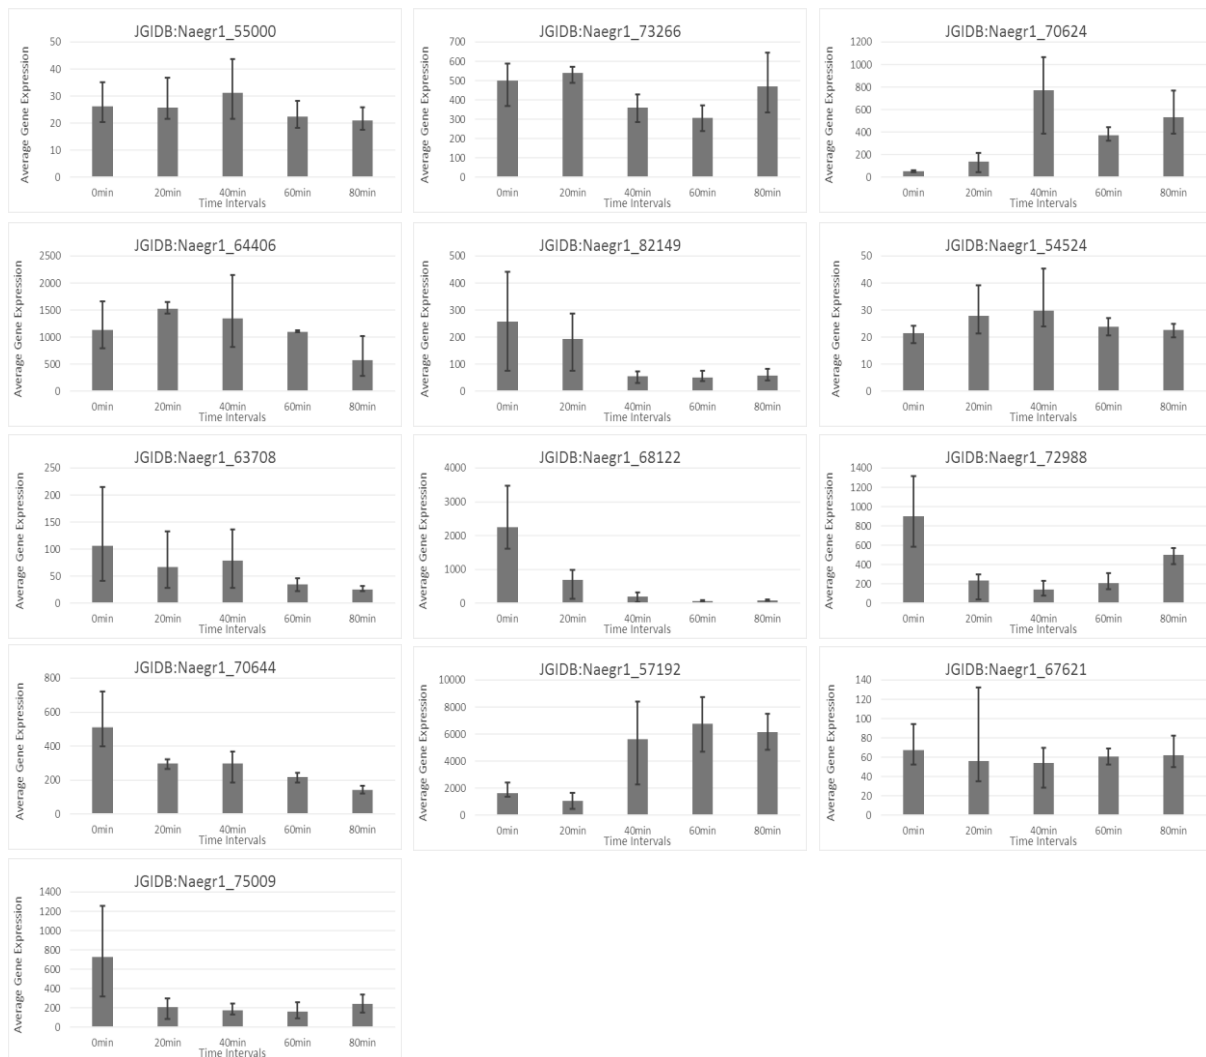 JGIDB:Naegr1_55000
Average Gene Expression
50
40
30
20
10
0
0min 20min 40min 60min 80min
Time Intervals
JGIDB:Naegr1_73266
Average Gene Expression
700
600
500
400
300
200
100
0
0min 20min 40min 60min 80min
Time Intervals
JGIDB:Naegr1_70624
Average Gene Expression
1200
1000
800
600
400
200
0
0min 20min 40min 60min 80min
Time Intervals
JGIDB:Naegr1_64406
Average Gene Expression
2500
2000
1500
1000
500
0
0min 20min 40min 60min 80min
Time Intervals
JGIDB:Naegr1_82149
Average Gene Expression
500
400
300
200
100
0
0min 20min 40min 60min 80min
Time Intervals
JGIDB:Naegr1_54524
Average Gene Expression
50
40
30
20
10
0
0min 20min 40min 60min 80min
Time Intervals
JGIDB:Naegr1_63708
Average Gene Expression
250
200
150
100
50
0
0min 20min 40min 60min 80min
Time Intervals
JGIDB:Naegr1_68122
Average Gene Expression
4000
3000
2000
1000
0
0min 20min 40min 60min 80min
Time Intervals
JGIDB:Naegr1_72988
Average Gene Expression
1400
1200
1000
800
600
400
200
0
0min 20min 40min 60min 80min
Time Intervals
JGIDB:Naegr1_70644
Average Gene Expression
800
600
400
200
0
0min 20min 40min 60min 80min
Time Intervals
JGIDB:Naegr1_57192
Average Gene Expression
10000
8000
6000
4000
2000
0
0min 20min 40min 60min 80min
Time Intervals
JGIDB:Naegr1_67621
Average Gene Expression
140
120
100
80
60
40
20
0
0min 20min 40min 60min 80min
Time Intervals
JGIDB:Naegr1_75009
Average Gene Expression
1400
1200
1000
800
600
400
200
0
0min 20min 40min 60min 80min
Time Intervals